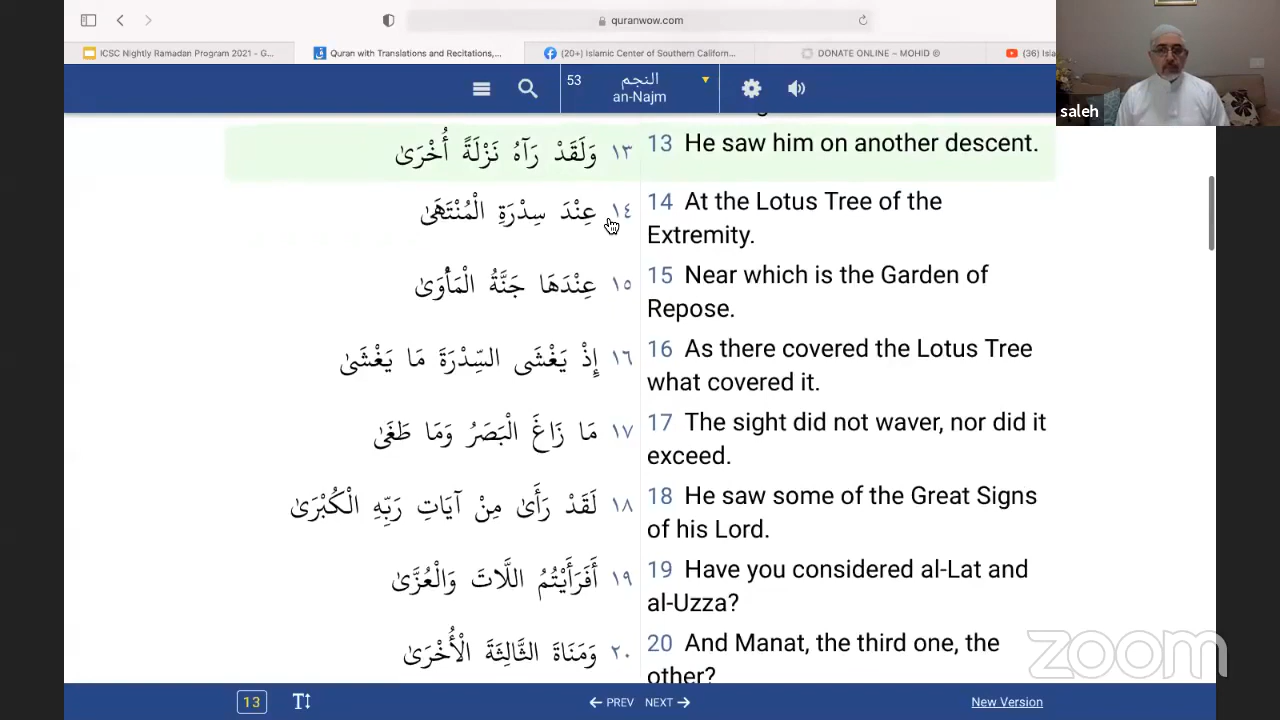 quranwow.com
ICSC Nightly Ramadan Program 2021 - G...
Quran with Translations and Recitations,...
(20+) Islamic Center of Southern Californ...
DONATE ONLINE – MOHID ®
(36) Isla
53
النجم
an-Najm
saleh
13 He saw him on another descent.
١٣ وَلَقَدْ رَآهُ نَزْلَةً أُخْرَىٰ
14 At the Lotus Tree of the
Extremity.
١٤ عِنْدَ سِدْرَةِ الْمُنْتَهَىٰ
15 Near which is the Garden of
Repose.
١٥ عِنْدَهَا جَنَّةُ الْمَأْوَىٰ
16 As there covered the Lotus Tree
what covered it.
١٦ إِذْ يَغْشَى السِّدْرَةَ مَا يَغْشَىٰ
17 The sight did not waver, nor did it
exceed.
١٧ مَا زَاغَ الْبَصَرُ وَمَا طَغَىٰ
18 He saw some of the Great Signs
of his Lord.
١٨ لَقَدْ رَأَىٰ مِنْ آيَاتِ رَبِّهِ الْكُبْرَىٰ
19 Have you considered al-Lat and
al-Uzza?
١٩ أَفَرَأَيْتُمُ اللَّاتَ وَالْعُزَّىٰ
20 And Manat, the third one, the
other?
٢٠ وَمَنَاةَ الثَّالِثَةَ الْأُخْرَىٰ
zoom
13
PREV NEXT
New Version